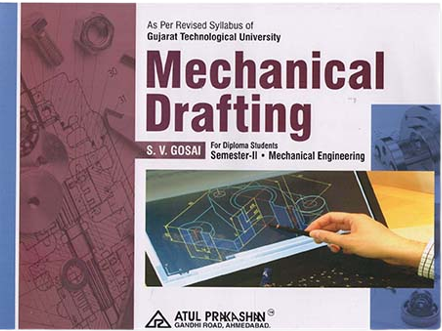 As Per Revised Syllabus of
Gujarat Technological University
Mechanical
Drafting
S. V. GOSAI
For Diploma Students
Semester-II • Mechanical Engineering
ATUL PRAKASHAN
GANDHI ROAD, AHMEDABAD.